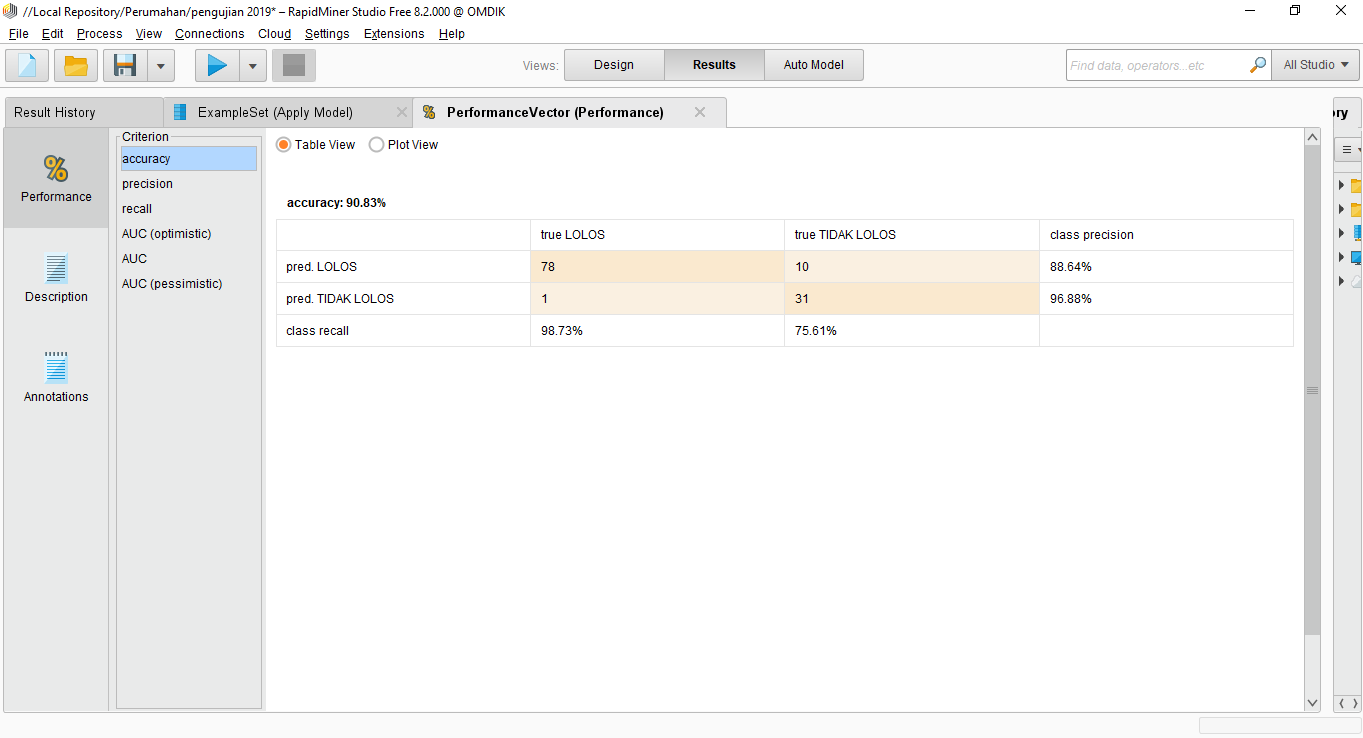 //Local Repository/Perumahan/pengujian 2019* – RapidMiner Studio Free 8.2.000 @ OMDIK
File Edit Process View Connections Cloud Settings Extensions Help
Views: Design Results Auto Model Find data, operators...etc All Studio
Result History ExampleSet (Apply Model) PerformanceVector (Performance) ory
Performance
Description
Annotations
Criterion
accuracy
precision
recall
AUC (optimistic)
AUC
AUC (pessimistic)
Table View Plot View
accuracy: 90.83%
true LOLOS true TIDAK LOLOS class precision
pred. LOLOS 78 10 88.64%
pred. TIDAK LOLOS 1 31 96.88%
class recall 98.73% 75.61%